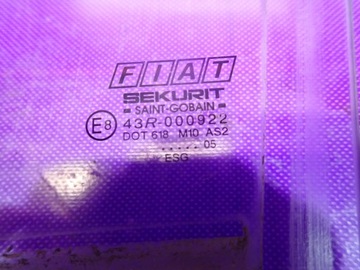 FIAT
SEKURIT
SAINT-GOBAIN
E8 43R-000922
DOT 618 M10 AS2
..... 05
ESG